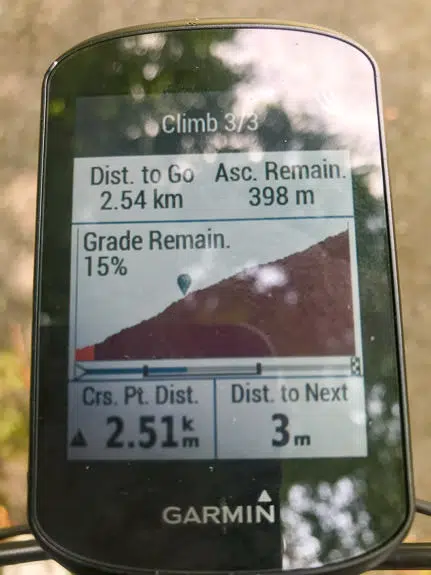 Climb 3/3
Dist. to Go Asc. Remain.
2.54 km 398 m
Grade Remain.
15%
Crs. Pt. Dist. Dist. to Next
2.51 km 3 m
GARMIN